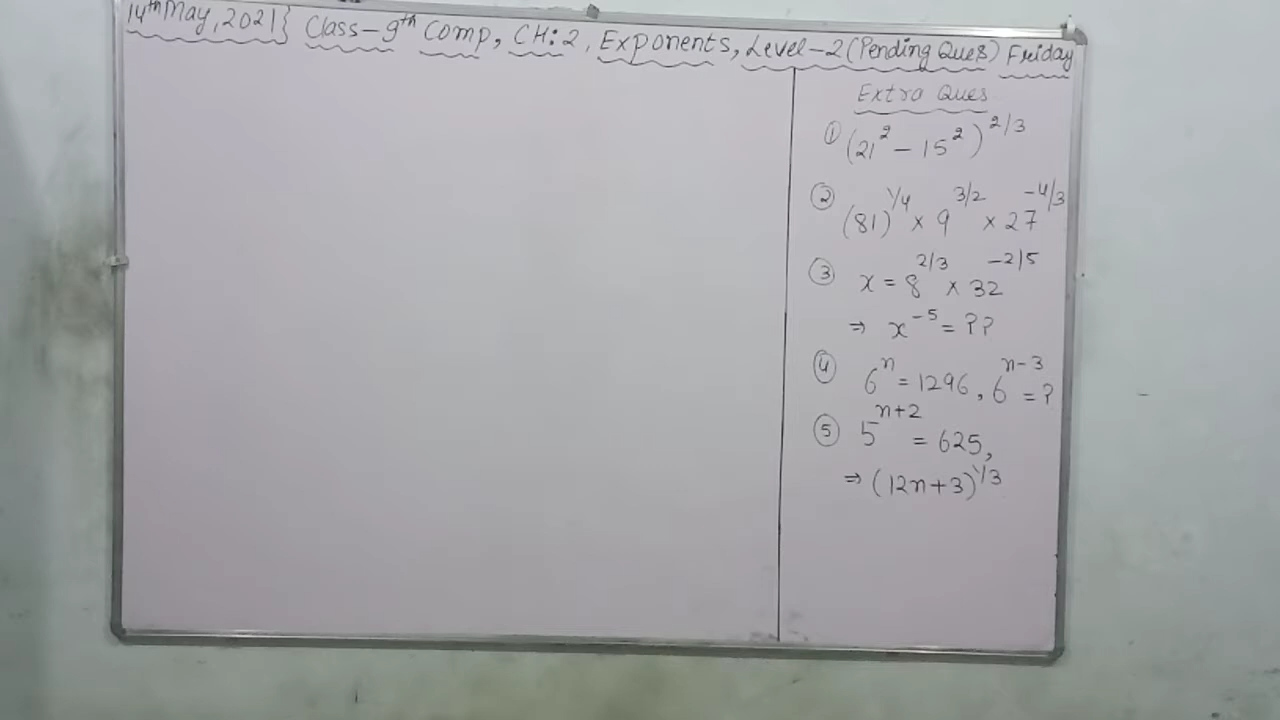 14th May, 2021} Class-9th Comp, CH:2, Exponents, Level-2 (Pending Ques) Friday
Extra Ques
① (21² - 15²)^2/3
② (81)^1/4 × 9^3/2 × 27^-4/3
③ x = 8^2/3 × 32^-2/5
⇒ x^-5 = ??
④ 6^n = 1296, 6^n-3 = ?
⑤ 5^n+2 = 625,
⇒ (12n+3)^1/3